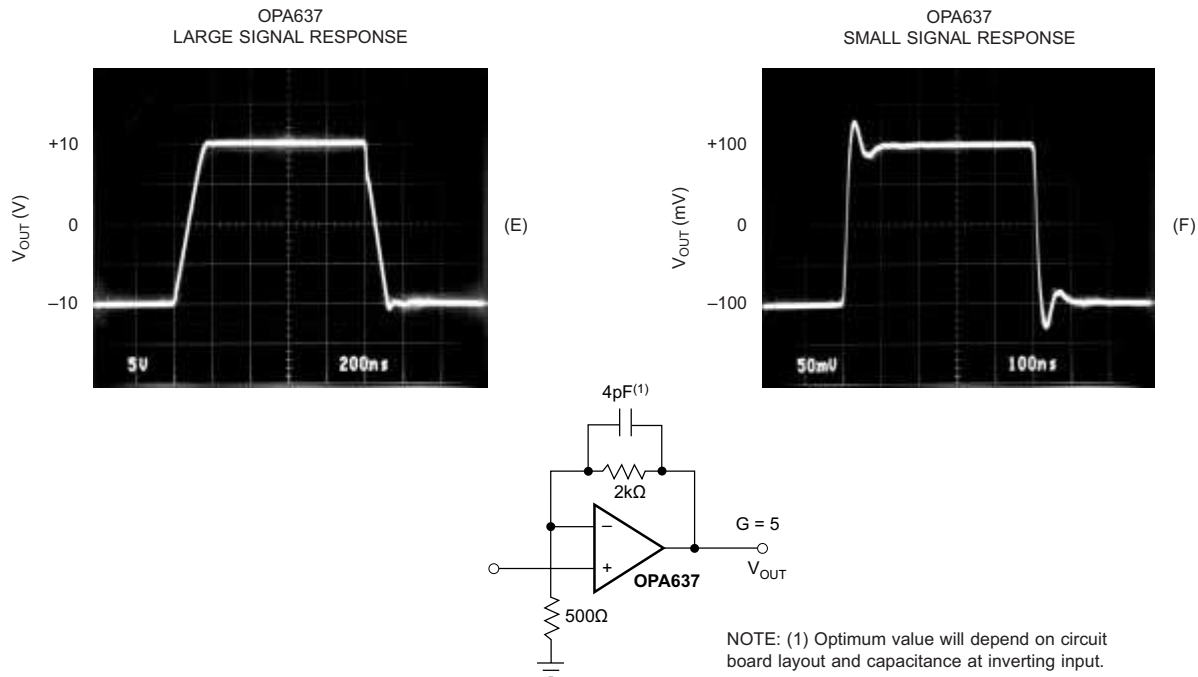 OPA637
LARGE SIGNAL RESPONSE
+10
0
–10
V_OUT (V)
5V
200ns
(E)
OPA637
SMALL SIGNAL RESPONSE
+100
0
–100
V_OUT (mV)
50mV
100ns
(F)
4pF(1)
2kΩ
G = 5
–
+
OPA637
V_OUT
500Ω
NOTE: (1) Optimum value will depend on circuit
board layout and capacitance at inverting input.